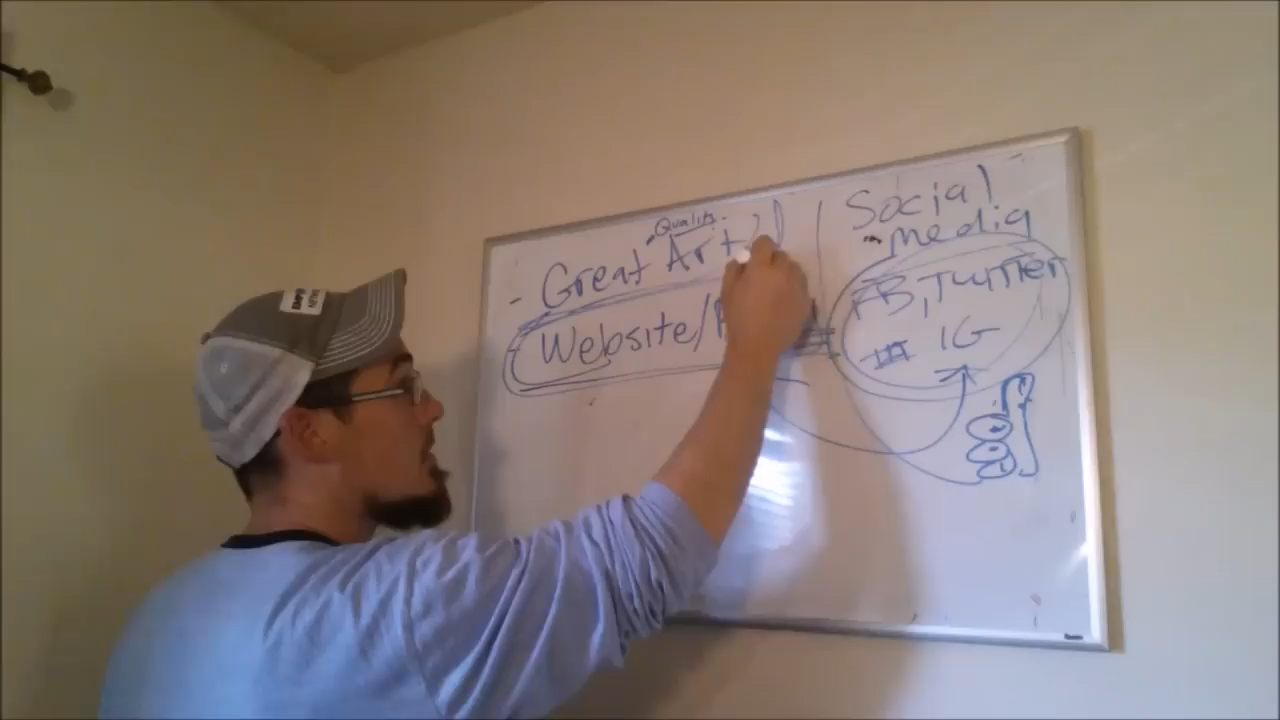 Quality
- Great Art
Website/
Social
media
FB, Twitter
# IG